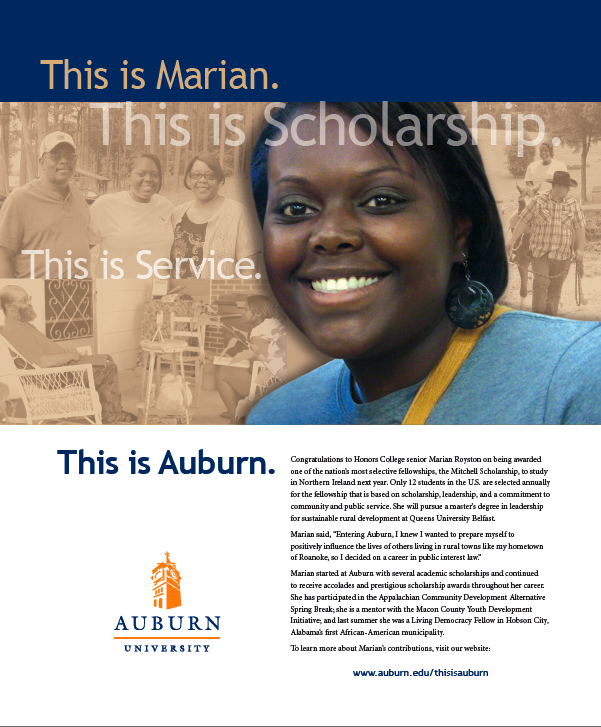 This is Marian.
This is Scholarship.
This is Service.
This is Auburn.
Congratulations to Honors College senior Marian Royston on being awarded
one of the nation's most selective fellowships, the Mitchell Scholarship, to study
in Northern Ireland next year. Only 12 students in the U.S. are selected annually
for the fellowship that is based on scholarship, leadership, and a commitment to
community and public service. She will pursue a master's degree in leadership
for sustainable rural development at Queens University Belfast.
Marian said, "Entering Auburn, I knew I wanted to prepare myself to
positively influence the lives of others living in rural towns like my hometown
of Roanoke, so I decided on a career in public interest law."
Marian started at Auburn with several academic scholarships and continued
to receive accolades and prestigious scholarship awards throughout her career.
She has participated in the Appalachian Community Development Alternative
Spring Break; she is a mentor with the Macon County Youth Development
Initiative; and last summer she was a Living Democracy Fellow in Hobson City,
Alabama's first African-American municipality.
To learn more about Marian's contributions, visit our website:
www.auburn.edu/thisisauburn
AUBURN
UNIVERSITY